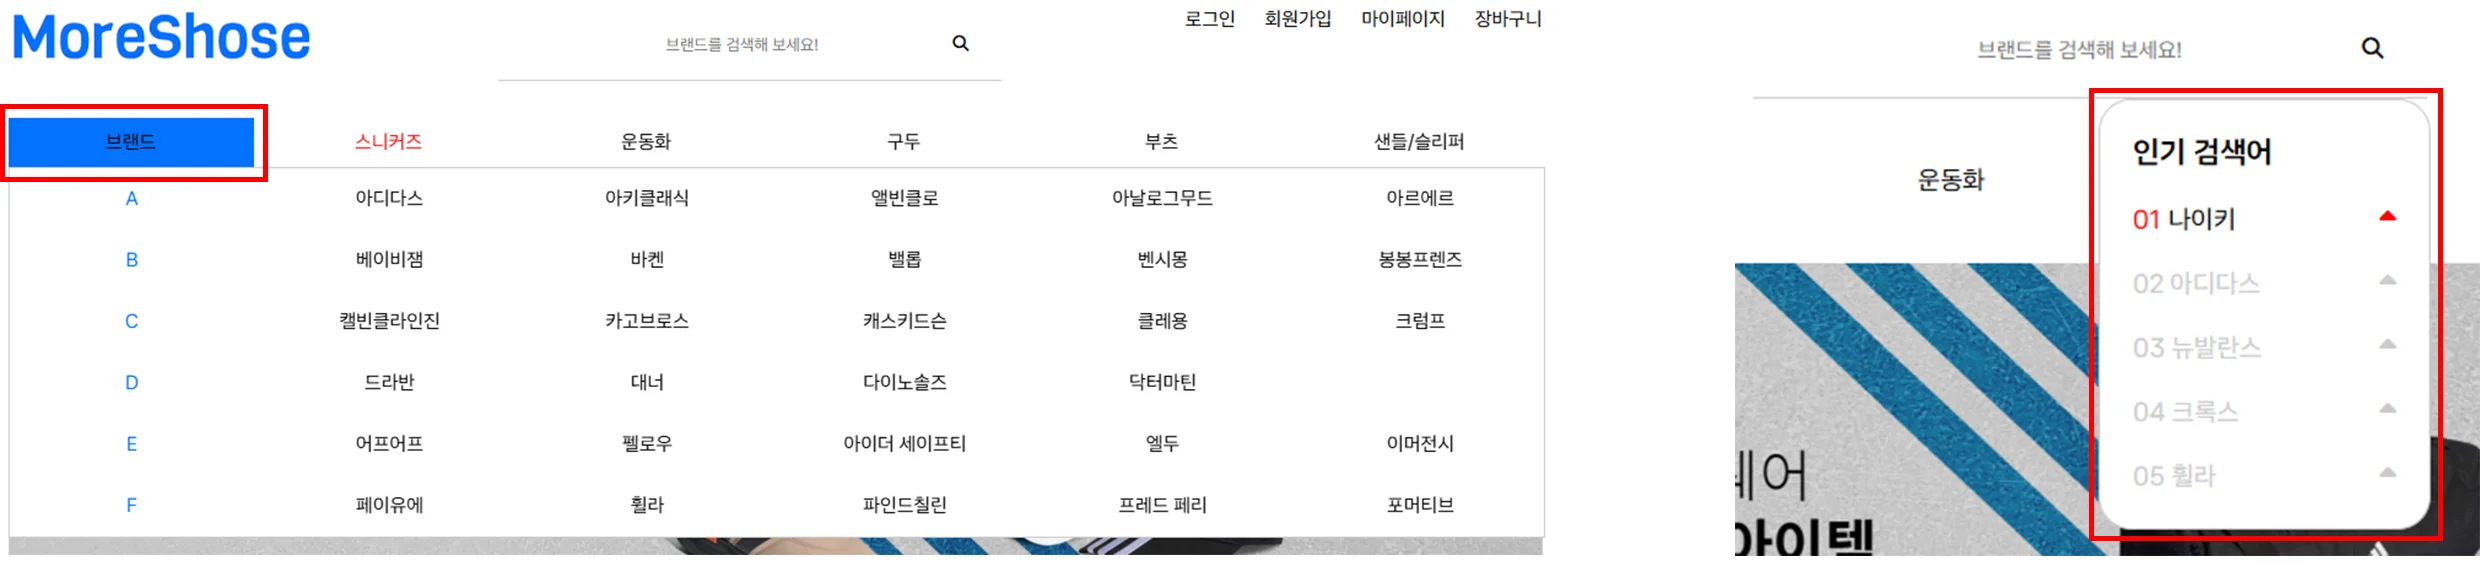 MoreShose
브랜드를 검색해 보세요!
로그인 회원가입 마이페이지 장바구니
브랜드 스니커즈 운동화 구두 부츠 샌들/슬리퍼
A 아디다스 아키클래식 앨빈클로 아날로그무드 아르에르
B 베이비잼 바켄 밸롭 벤시몽 봉봉프렌즈
C 캘빈클라인진 카고브로스 캐스키드슨 클레용 크럼프
D 드라반 대너 다이노솔즈 닥터마틴
E 어프어프 펠로우 아이더 세이프티 엘두 이머전시
F 페이유에 휠라 파인드칠린 프레드 페리 포머티브
브랜드를 검색해 보세요!
운동화
인기 검색어
01 나이키
02 아디다스
03 뉴발란스
04 크록스
05 휠라
웨어
아이템